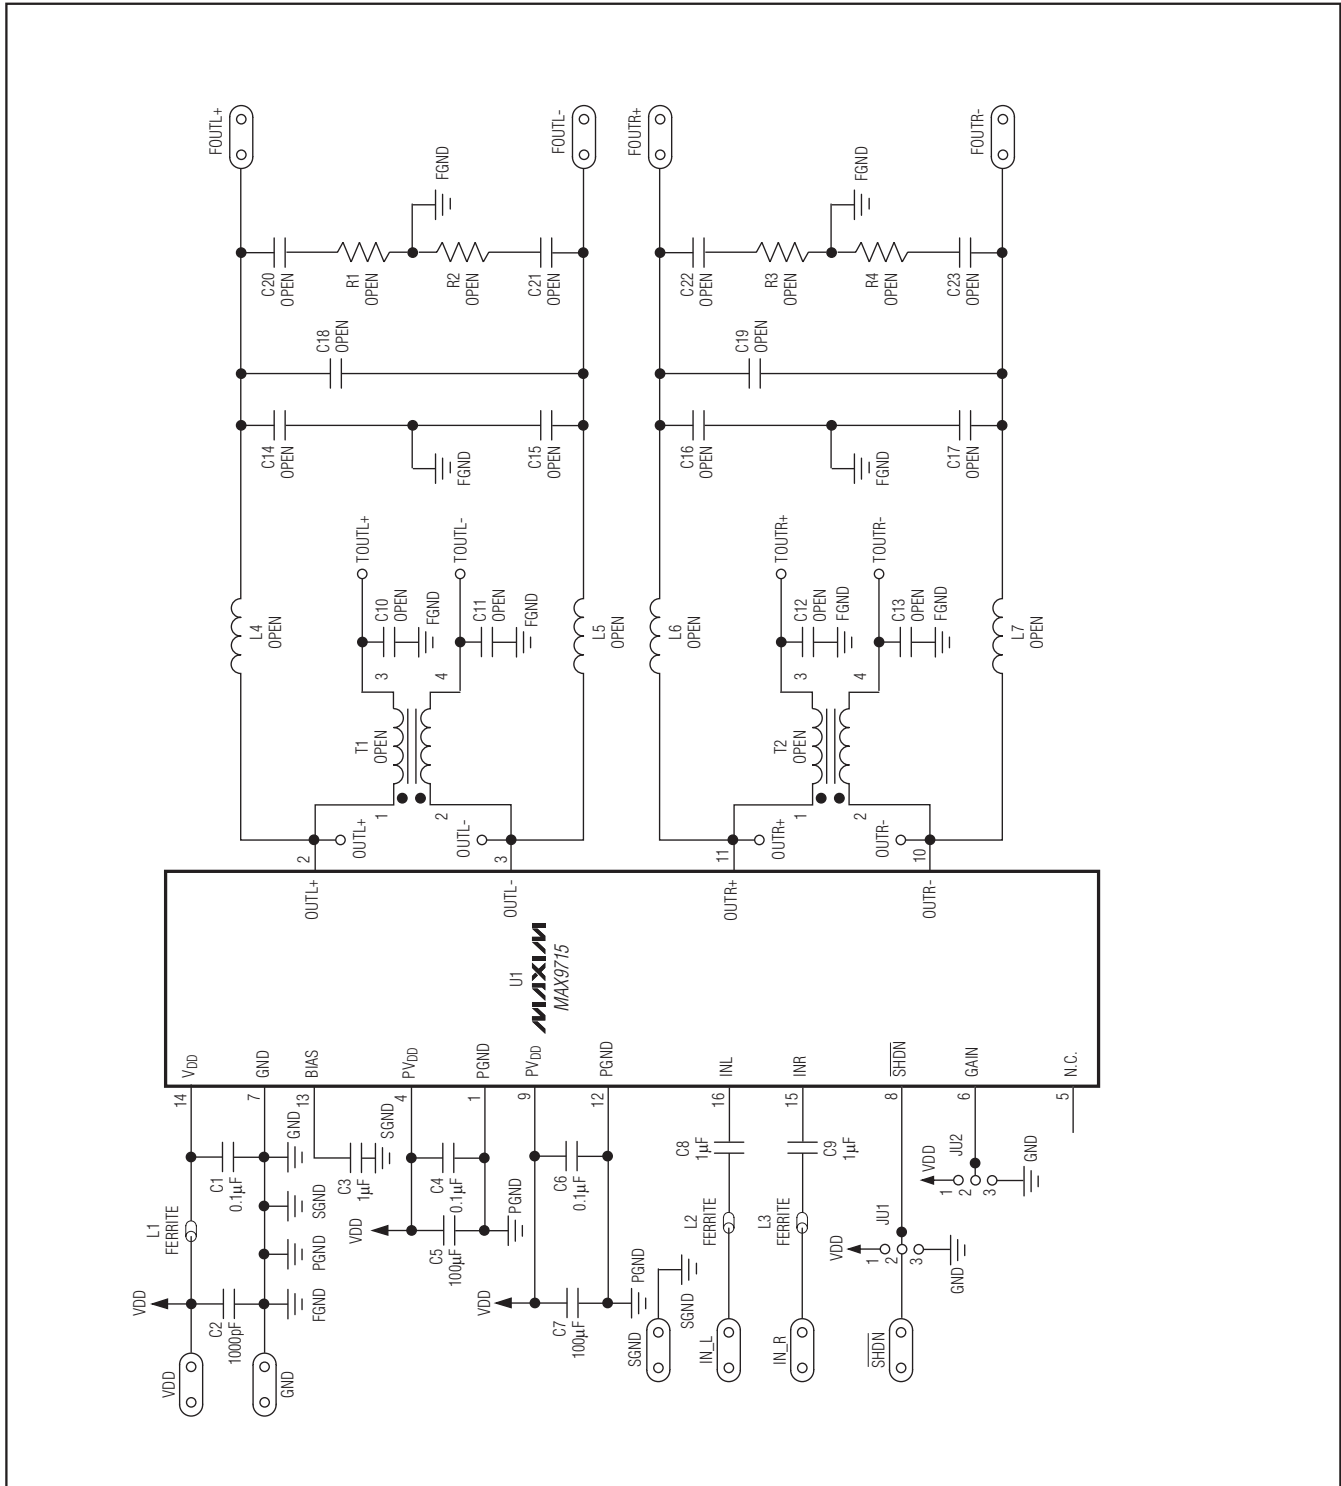 FOUTL+
FOUTL-
FOUTR+
FOUTR-
C20
OPEN
R1
OPEN
FGND
R2
OPEN
C21
OPEN
C22
OPEN
R3
OPEN
FGND
R4
OPEN
C23
OPEN
C18
OPEN
C19
OPEN
C14
OPEN
FGND
C15
OPEN
C16
OPEN
FGND
C17
OPEN
TOUTL+
TOUTL-
TOUTR+
TOUTR-
L4
OPEN
C10
OPEN
FGND
C11
OPEN
FGND
L5
OPEN
L6
OPEN
C12
OPEN
FGND
C13
OPEN
FGND
L7
OPEN
3
4
3
4
T1
OPEN
T2
OPEN
1
2
1
2
OUTL+
OUTL-
OUTR+
OUTR-
2
3
11
10
OUTL+
OUTL-
OUTR+
OUTR-
U1
MAXIM
MAX9715
VDD
GND
BIAS
PVDD
PGND
PVDD
PGND
INL
INR
SHDN
GAIN
N.C.
14
7
13
4
1
9
12
16
15
8
6
5
C1
0.1µF
GND
C3
1µF
SGND
C4
0.1µF
C6
0.1µF
C8
1µF
C9
1µF
VDD
JU2
1
2
3
GND
L1
FERRITE
SGND
PGND
VDD
C5
100µF
PGND
L2
FERRITE
L3
FERRITE
VDD
JU1
1
2
3
GND
VDD
C2
1000pF
FGND
VDD
C7
100µF
PGND
SGND
VDD
GND
SGND
IN_L
IN_R
SHDN